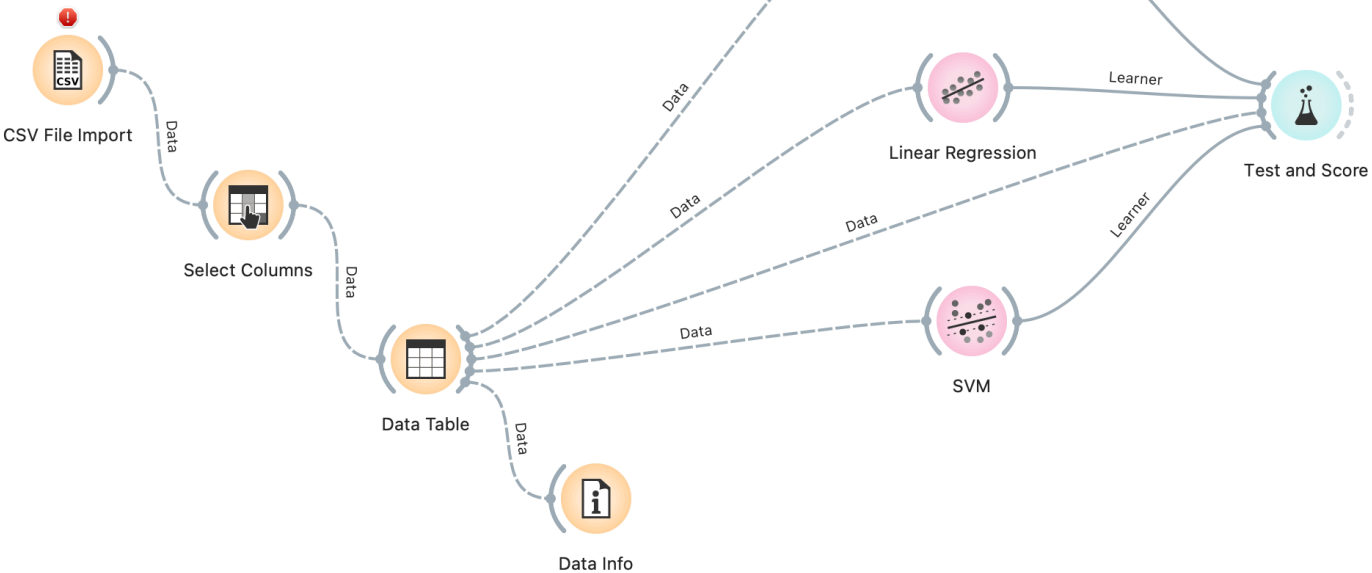 CSV
CSV File Import
Data
Select Columns
Data
Data Table
Data
Data
Data
Data
Data
Data Info
Linear Regression
Learner
SVM
Learner
Test and Score